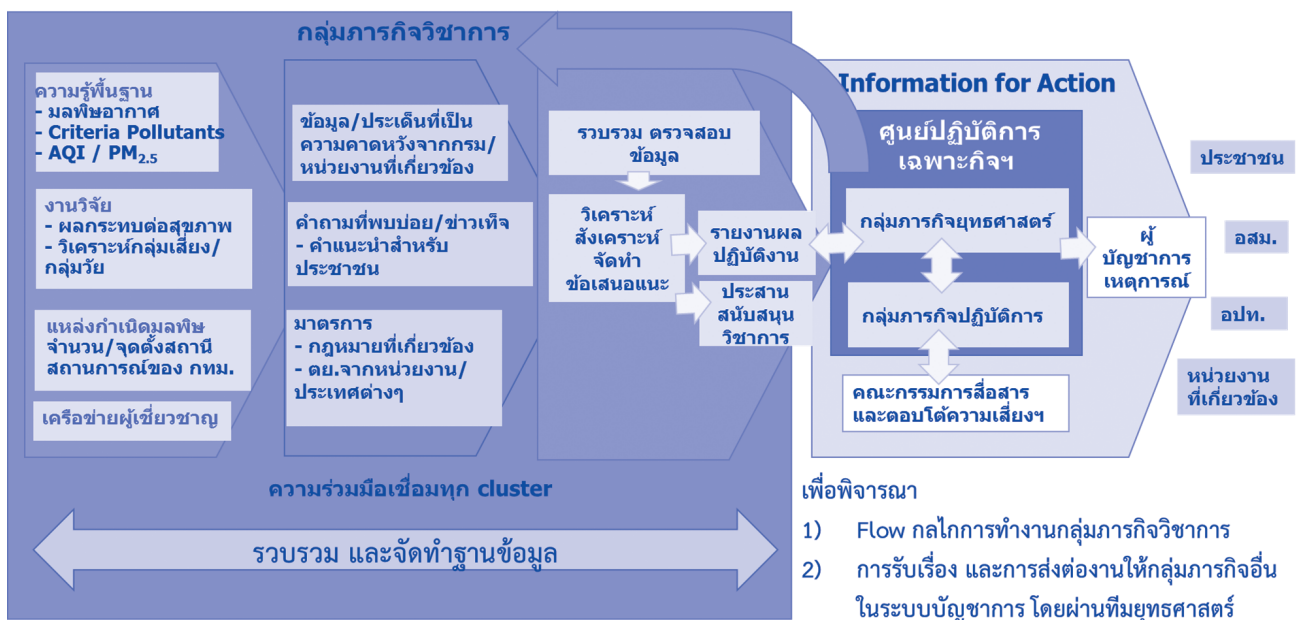 กลุ่มภารกิจวิชาการ
ความรู้พื้นฐาน
- มลพิษอากาศ
- Criteria Pollutants
- AQI / PM2.5
งานวิจัย
- ผลกระทบต่อสุขภาพ
- วิเคราะห์กลุ่มเสี่ยง/
กลุ่มวัย
แหล่งกำเนิดมลพิษ
จำนวน/จุดตั้งสถานี
สถานการณ์ของ กทม.
เครือข่ายผู้เชี่ยวชาญ
ข้อมูล/ประเด็นที่เป็น
ความคาดหวังจากกรม/
หน่วยงานที่เกี่ยวข้อง
คำถามที่พบบ่อย/ข่าวเท็จ
- คำแนะนำสำหรับ
ประชาชน
มาตรการ
- กฎหมายที่เกี่ยวข้อง
- ตย.จากหน่วยงาน/
ประเทศต่างๆ
รวบรวม ตรวจสอบ
ข้อมูล
วิเคราะห์
สังเคราะห์
จัดทำ
ข้อเสนอแนะ
รายงานผล
ปฏิบัติงาน
ประสาน
สนับสนุน
วิชาการ
Information for Action
ศูนย์ปฏิบัติการ
เฉพาะกิจฯ
กลุ่มภารกิจยุทธศาสตร์
กลุ่มภารกิจปฏิบัติการ
คณะกรรมการสื่อสาร
และตอบโต้ความเสี่ยงฯ
ผู้
บัญชาการ
เหตุการณ์
ประชาชน
อสม.
อปท.
หน่วยงาน
ที่เกี่ยวข้อง
ความร่วมมือเชื่อมทุก cluster
รวบรวม และจัดทำฐานข้อมูล
เพื่อพิจารณา
1) Flow กลไกการทำงานกลุ่มภารกิจวิชาการ
2) การรับเรื่อง และการส่งต่องานให้กลุ่มภารกิจอื่น
ในระบบบัญชาการ โดยผ่านทีมยุทธศาสตร์